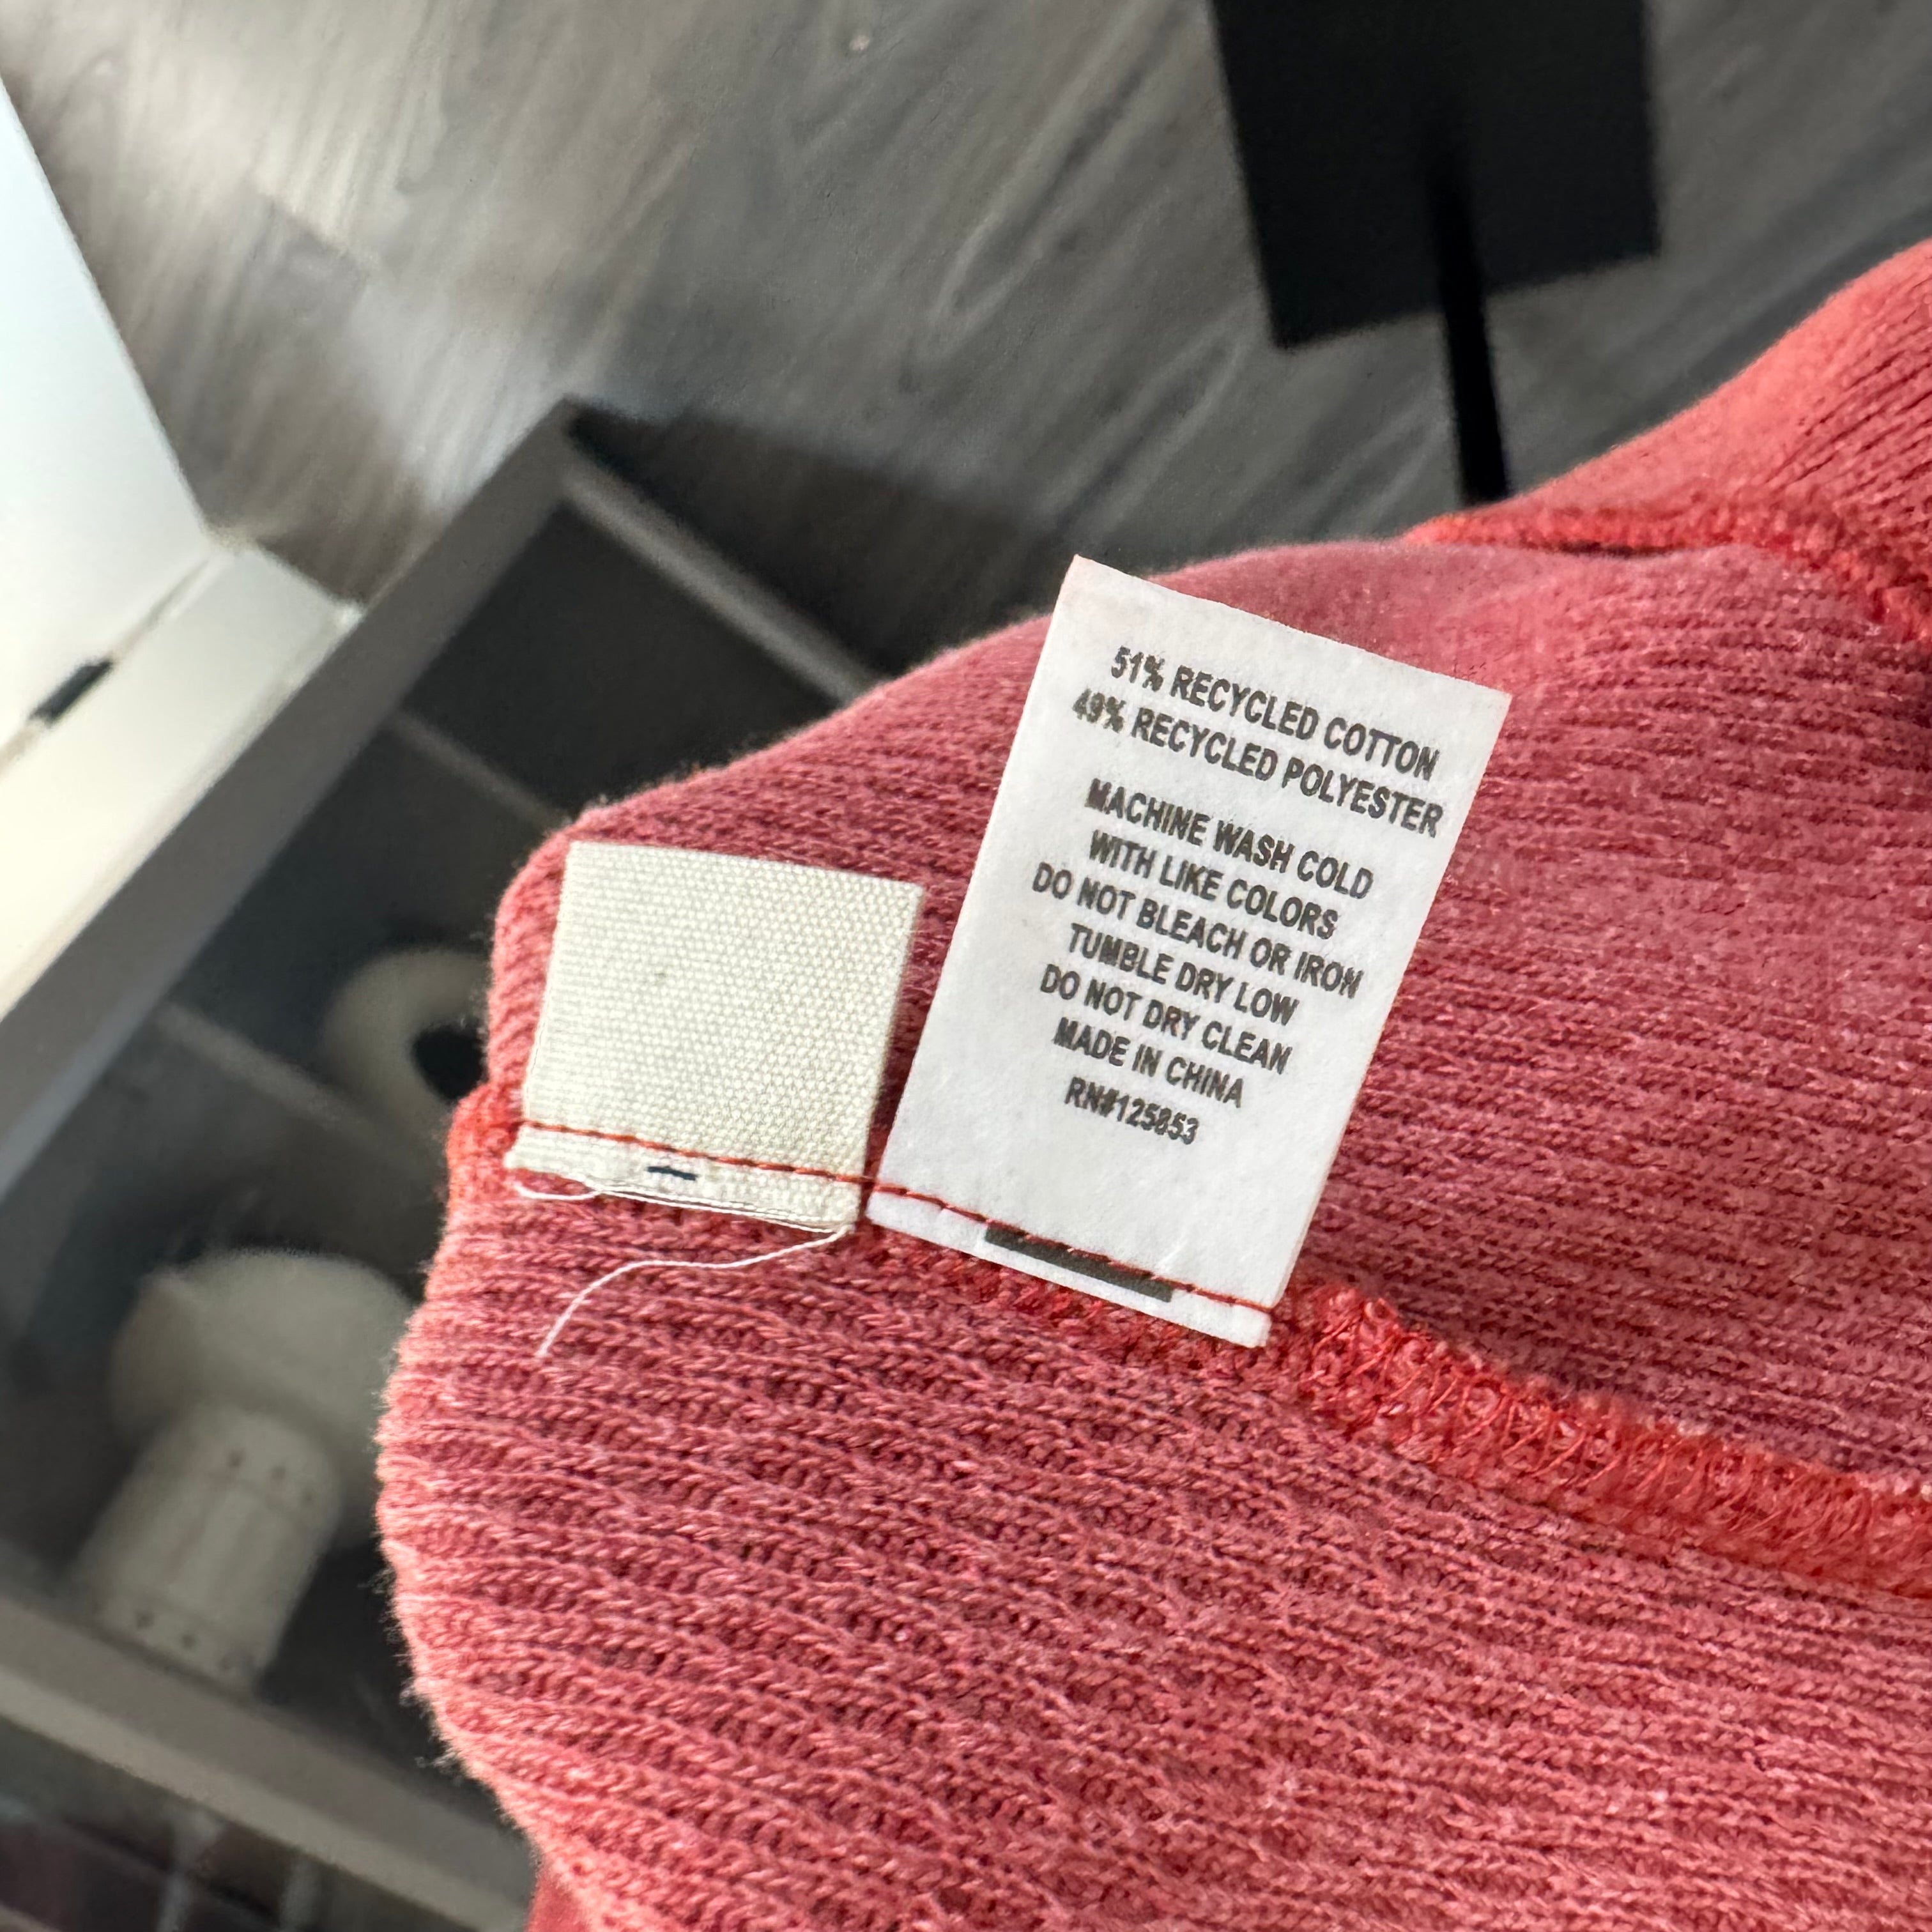 51% RECYCLED COTTON
49% RECYCLED POLYESTER
MACHINE WASH COLD
WITH LIKE COLORS
DO NOT BLEACH OR IRON
TUMBLE DRY LOW
DO NOT DRY CLEAN
MADE IN CHINA
RN#125853